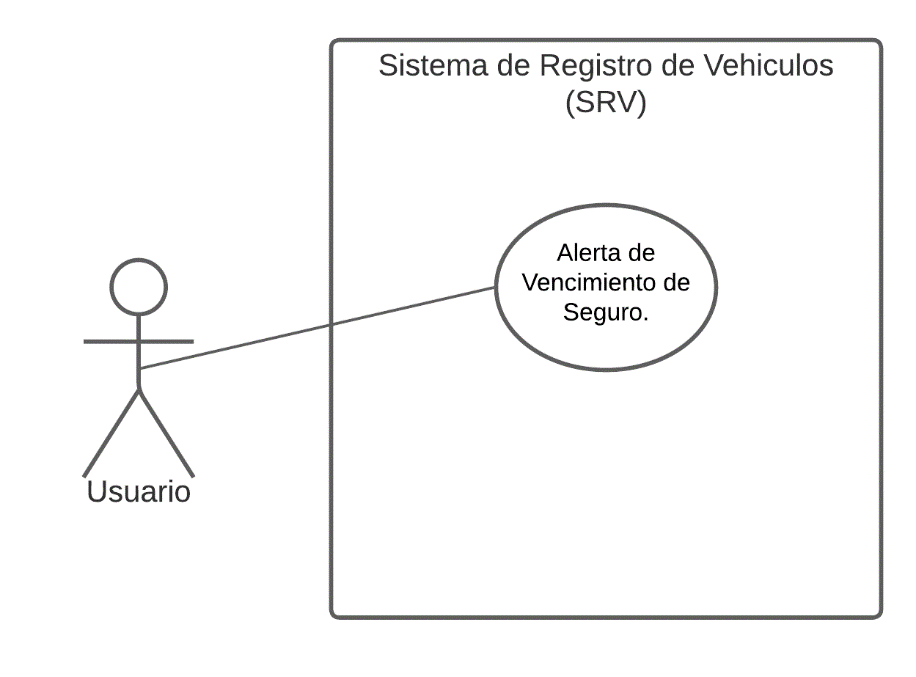 Sistema de Registro de Vehiculos
(SRV)
Alerta de
Vencimiento de
Seguro.
Usuario